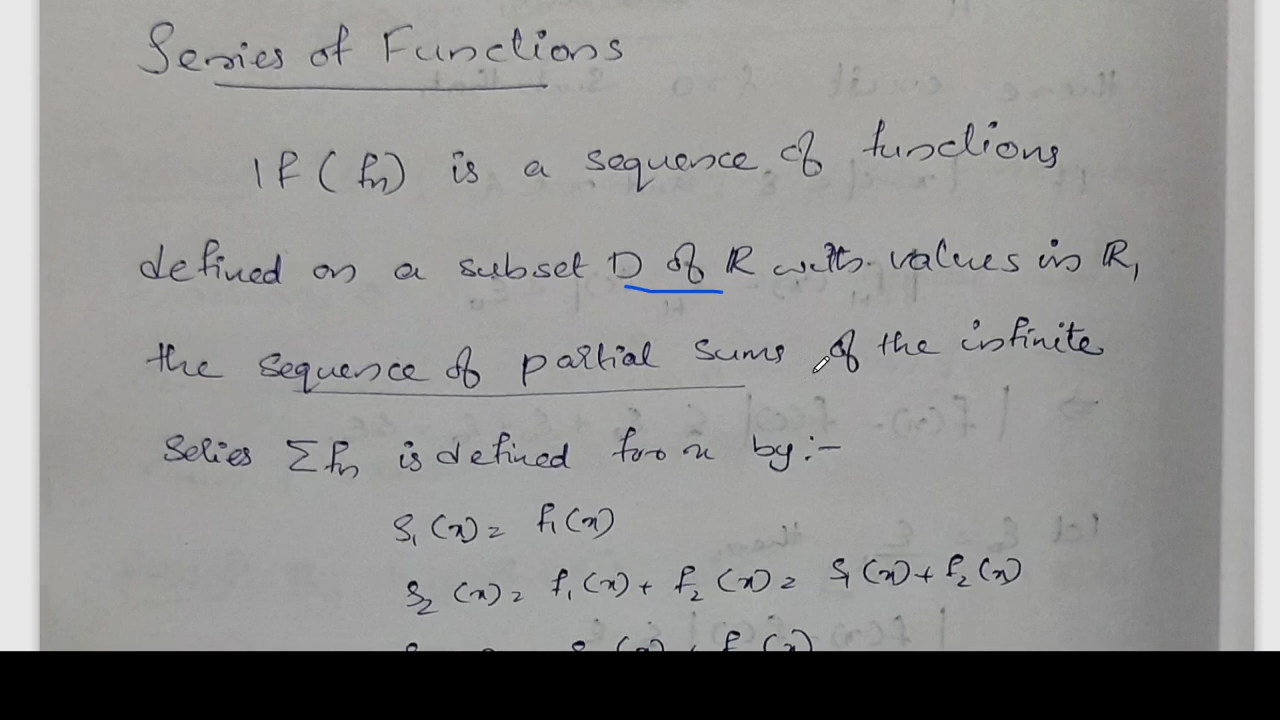 Series of Functions
If (fn) is a sequence of functions
defined on a subset D of R with values in R,
the sequence of partial sums of the infinite
Series Σfn is defined for x by:-
S₁(x) = f₁(x)
S₂(x) = f₁(x) + f₂(x) = S₁(x) + f₂(x)